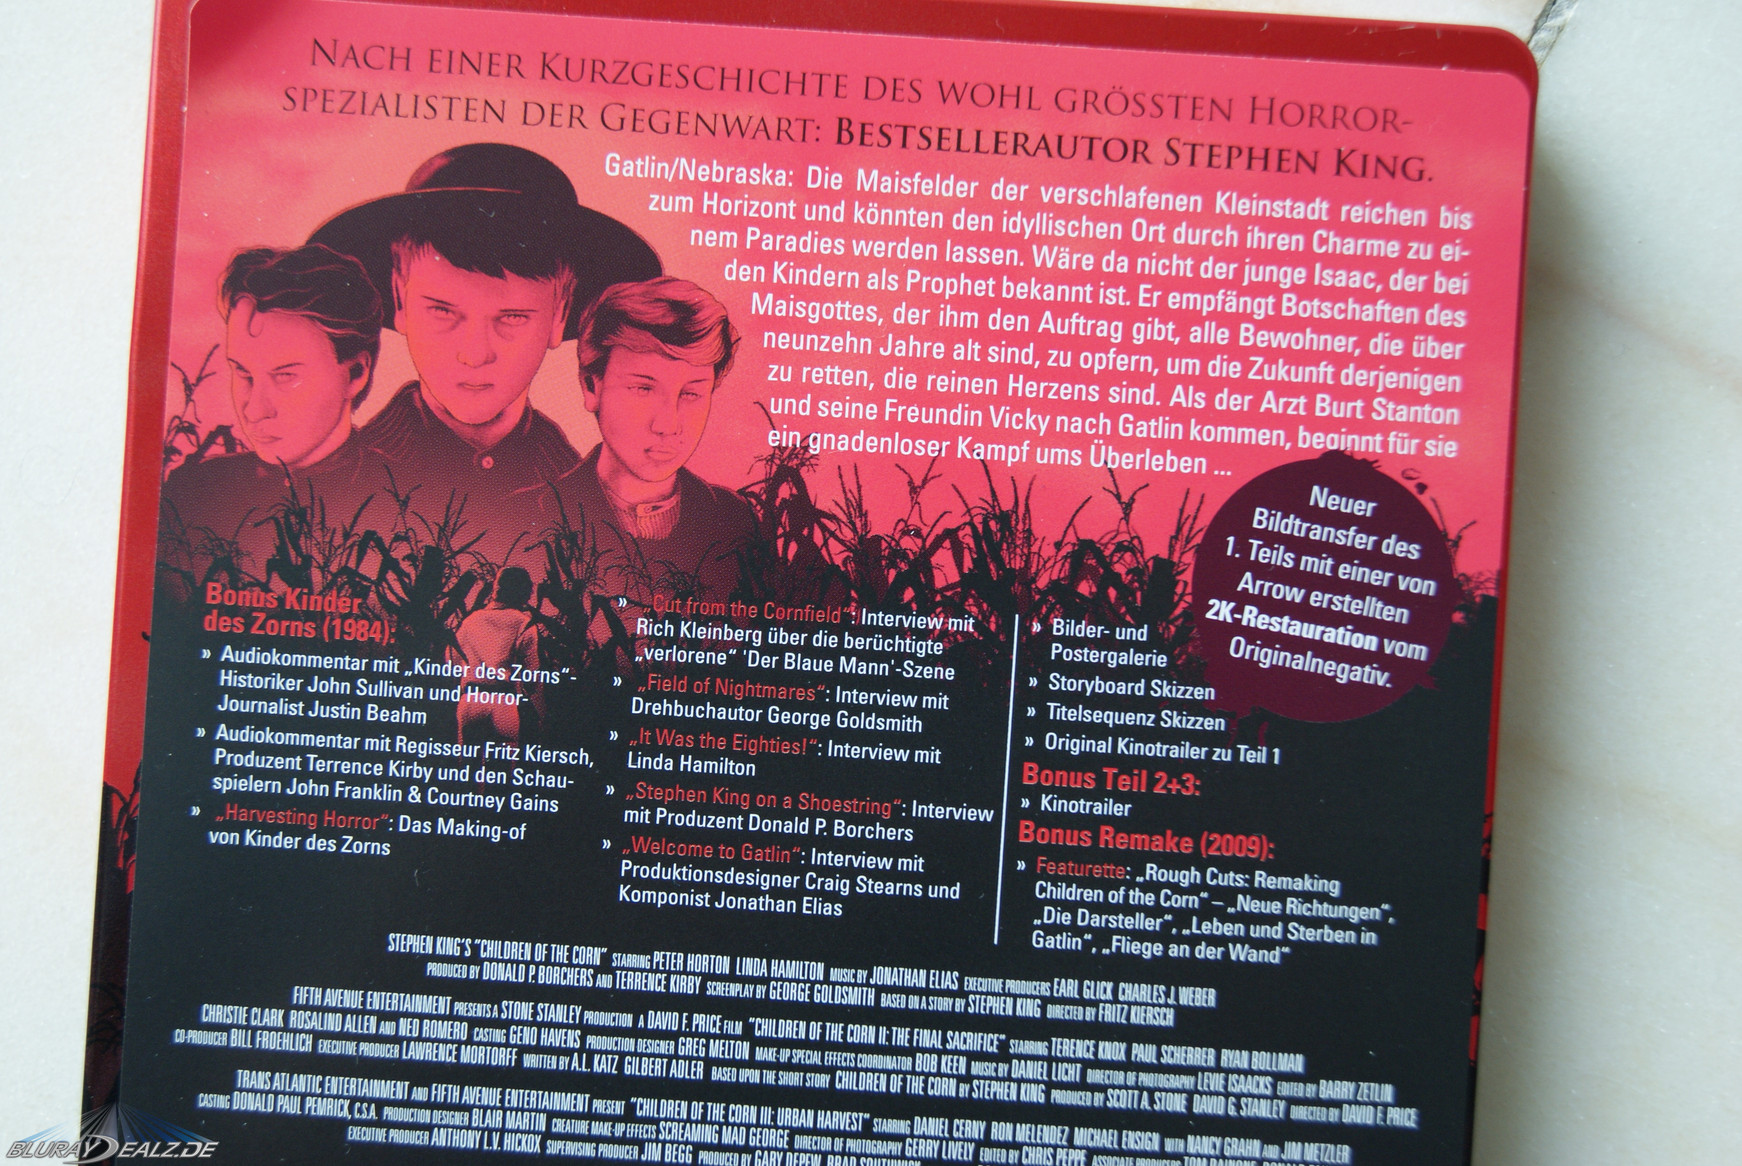 NACH EINER KURZGESCHICHTE DES WOHL GRÖSSTEN HORROR-
SPEZIALISTEN DER GEGENWART: BESTSELLERAUTOR STEPHEN KING.
Gatlin/Nebraska: Die Maisfelder der verschlafenen Kleinstadt reichen bis
zum Horizont und könnten den idyllischen Ort durch ihren Charme zu ei-
nem Paradies werden lassen. Wäre da nicht der junge Isaac, der bei
den Kindern als Prophet bekannt ist. Er empfängt Botschaften des
Maisgottes, der ihm den Auftrag gibt, alle Bewohner, die über
neunzehn Jahre alt sind, zu opfern, um die Zukunft derjenigen
zu retten, die reinen Herzens sind. Als der Arzt Burt Stanton
und seine Freundin Vicky nach Gatlin kommen, beginnt für sie
ein gnadenloser Kampf ums Überleben ...
Neuer
Bildtransfer des
1. Teils mit einer von
Arrow erstellten
2K-Restauration vom
Originalnegativ.
Bonus Kinder
des Zorns (1984):
» Audiokommentar mit „Kinder des Zorns“-
Historiker John Sullivan und Horror-
Journalist Justin Beahm
» Audiokommentar mit Regisseur Fritz Kiersch,
Produzent Terrence Kirby und den Schau-
spielern John Franklin & Courtney Gains
» „Harvesting Horror“: Das Making-of
von Kinder des Zorns
» „Cut from the Cornfield“: Interview mit
Rich Kleinberg über die berüchtigte
„verlorene“ 'Der Blaue Mann'-Szene
» „Field of Nightmares“: Interview mit
Drehbuchautor George Goldsmith
» „It Was the Eighties!“: Interview mit
Linda Hamilton
» „Stephen King on a Shoestring“: Interview
mit Produzent Donald P. Borchers
» „Welcome to Gatlin“: Interview mit
Produktionsdesigner Craig Stearns und
Komponist Jonathan Elias
» Bilder- und
Postergalerie
» Storyboard Skizzen
» Titelsequenz Skizzen
» Original Kinotrailer zu Teil 1
Bonus Teil 2+3:
» Kinotrailer
Bonus Remake (2009):
» Featurette: „Rough Cuts: Remaking
Children of the Corn“ – „Neue Richtungen“,
„Die Darsteller“, „Leben und Sterben in
Gatlin“, „Fliege an der Wand“
STEPHEN KING'S "CHILDREN OF THE CORN" STARRING PETER HORTON LINDA HAMILTON MUSIC BY JONATHAN ELIAS EXECUTIVE PRODUCERS EARL GLICK CHARLES J. WEBER
PRODUCED BY DONALD P. BORCHERS AND TERRENCE KIRBY SCREENPLAY BY GEORGE GOLDSMITH BASED ON A STORY BY STEPHEN KING DIRECTED BY FRITZ KIERSCH
FIFTH AVENUE ENTERTAINMENT PRESENTS A STONE STANLEY PRODUCTION A DAVID F. PRICE FILM "CHILDREN OF THE CORN II: THE FINAL SACRIFICE" STARRING TERENCE KNOX PAUL SCHERRER RYAN BOLLMAN
CHRISTIE CLARK ROSALIND ALLEN AND NED ROMERO CASTING GENO HAVENS PRODUCTION DESIGNER GREG MELTON MAKE-UP SPECIAL EFFECTS COORDINATOR BOB KEEN MUSIC BY DANIEL LICHT DIRECTOR OF PHOTOGRAPHY LEVIE ISAACKS EDITED BY BARRY ZETLIN
CO-PRODUCER BILL FROEHLICH EXECUTIVE PRODUCER LAWRENCE MORTORFF WRITTEN BY A.L. KATZ GILBERT ADLER BASED UPON THE SHORT STORY CHILDREN OF THE CORN BY STEPHEN KING PRODUCED BY SCOTT A. STONE DAVID G. STANLEY DIRECTED BY DAVID F. PRICE
TRANS ATLANTIC ENTERTAINMENT AND FIFTH AVENUE ENTERTAINMENT PRESENT "CHILDREN OF THE CORN III: URBAN HARVEST" STARRING DANIEL CERNY RON MELENDEZ MICHAEL ENSIGN WITH NANCY GRAHN AND JIM METZLER
CASTING DONALD PAUL PEMRICK, C.S.A. PRODUCTION DESIGNER BLAIR MARTIN CREATURE MAKE-UP EFFECTS SCREAMING MAD GEORGE DIRECTOR OF PHOTOGRAPHY GERRY LIVELY EDITED BY CHRIS PEPPE ASSOCIATE PRODUCERS
EXECUTIVE PRODUCER ANTHONY L.V. HICKOX SUPERVISING PRODUCER JIM BEGG PRODUCED BY GARY DEPEW BRAD SOUTHWICK
BLURAYDEALZ.DE